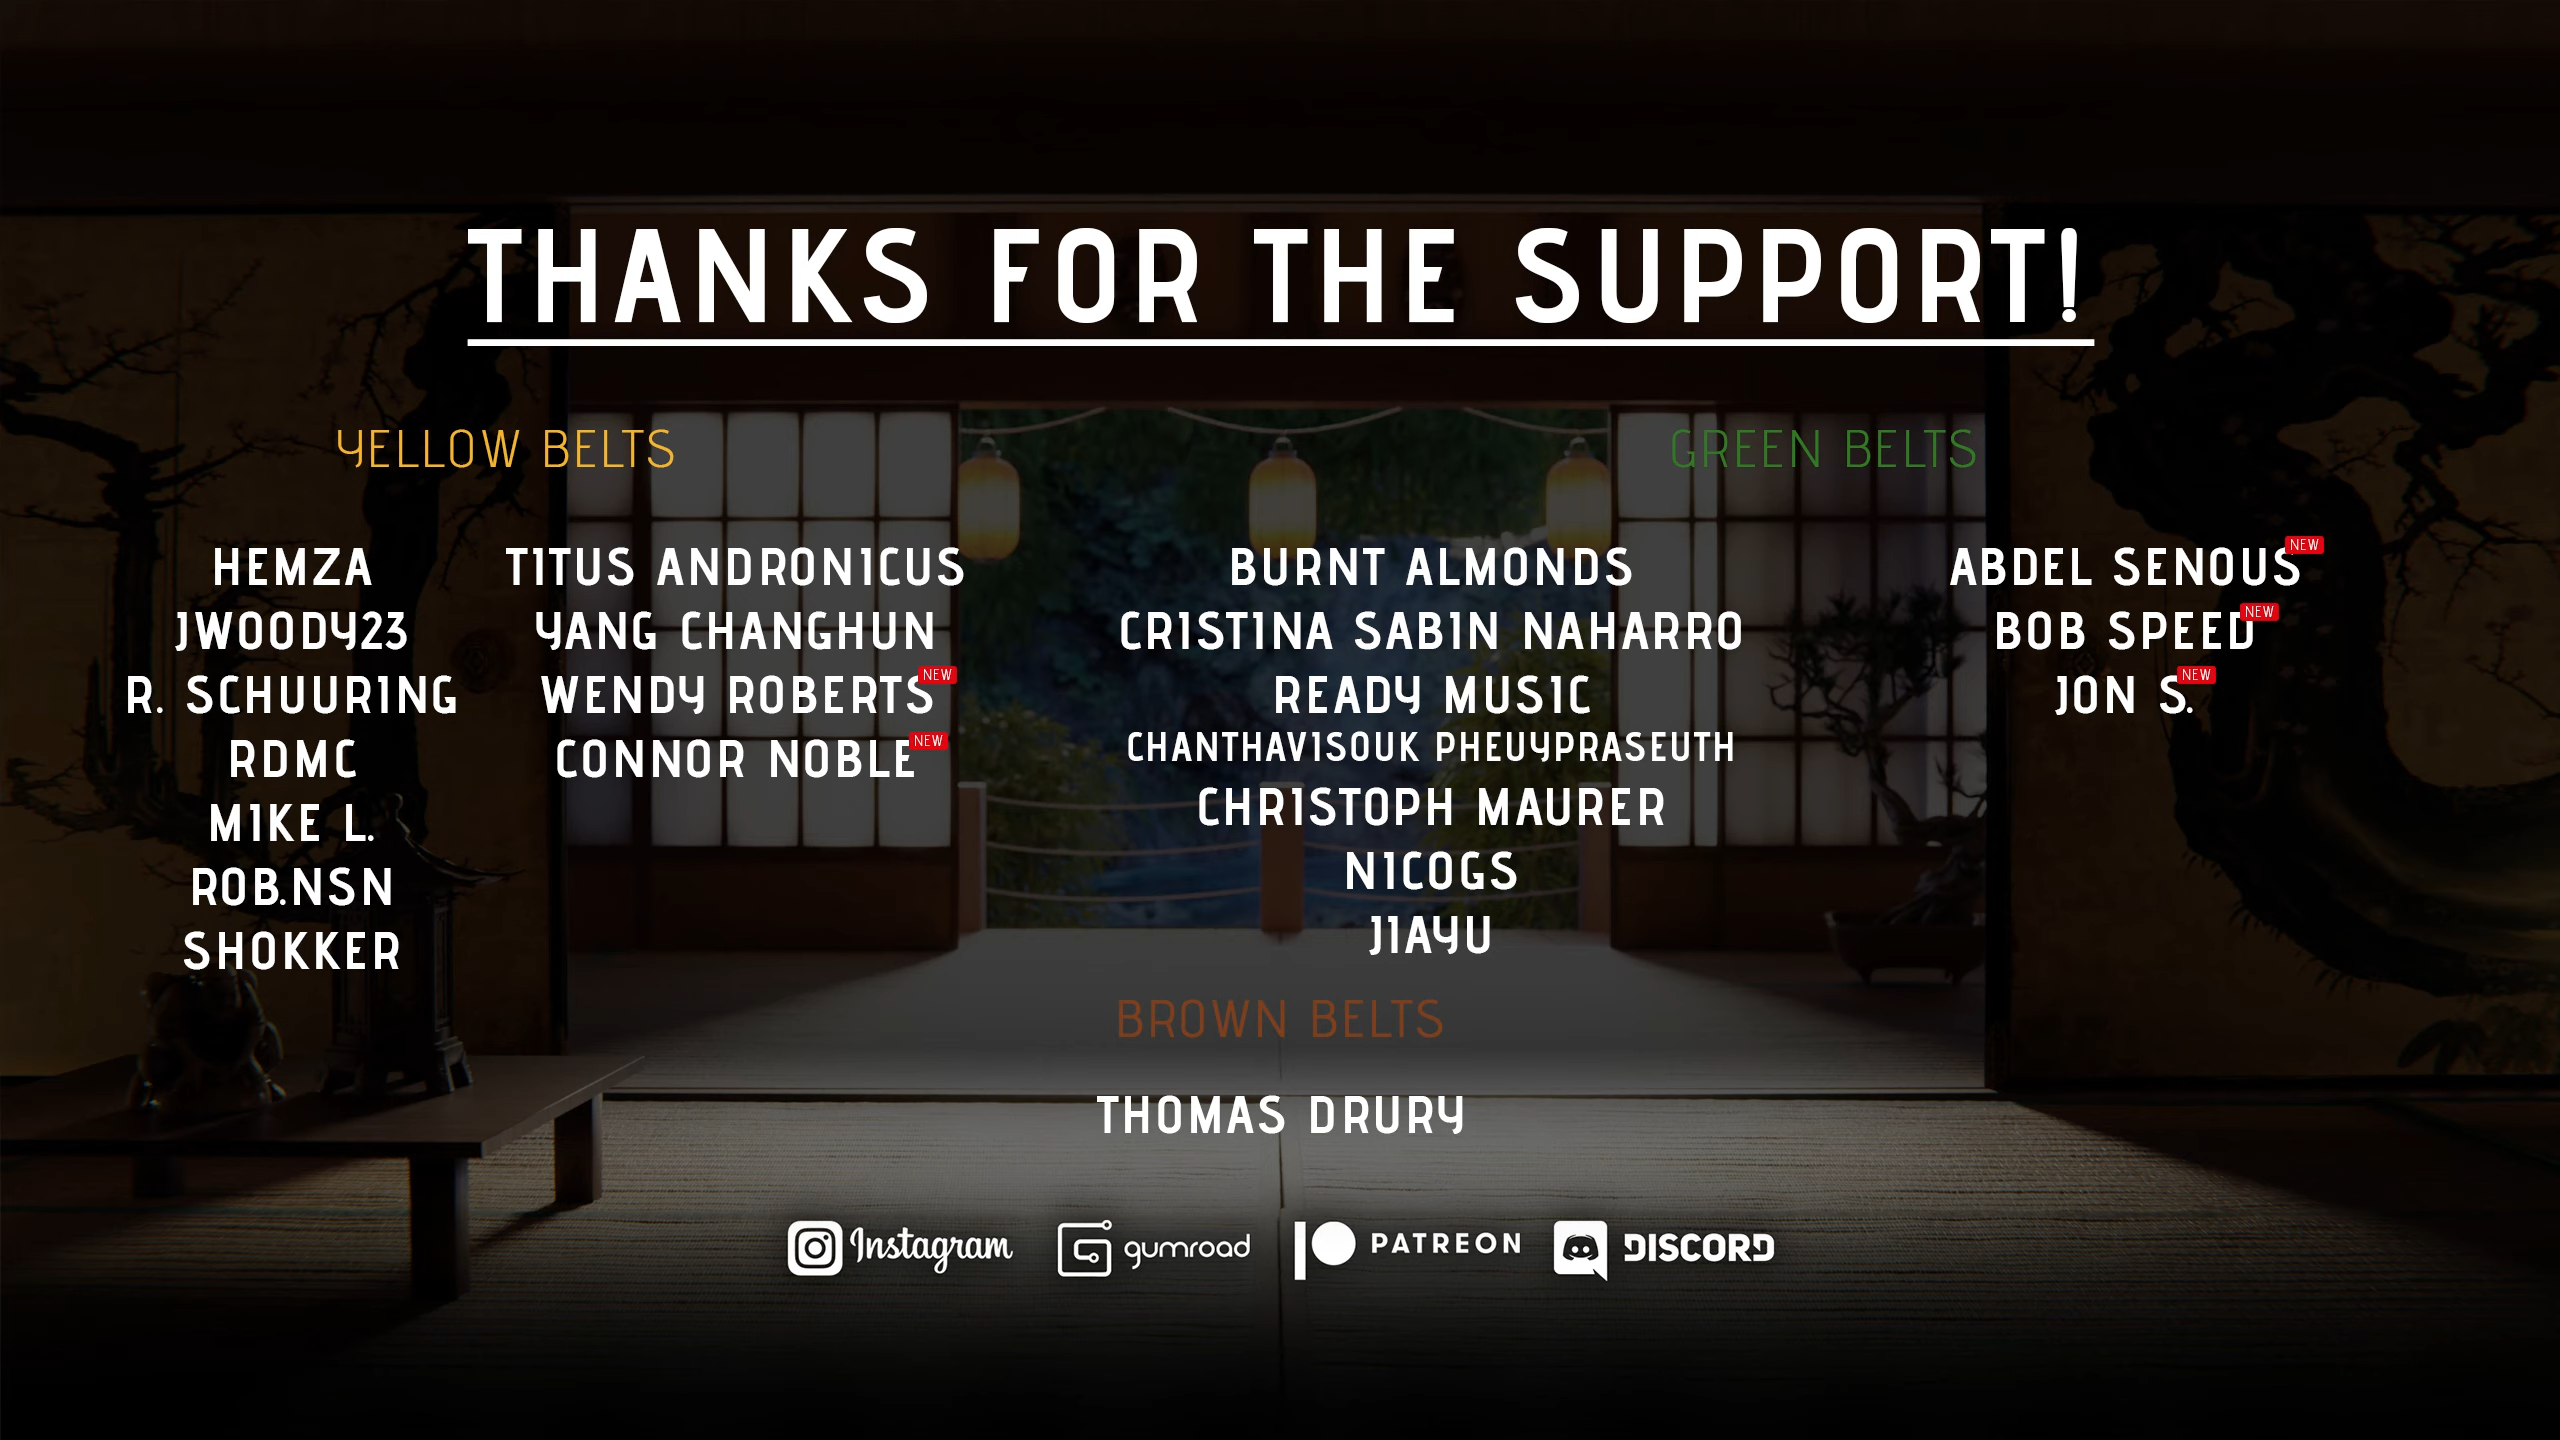 THANKS FOR THE SUPPORT!
YELLOW BELTS
HEMZA
JWOODY23
R. SCHUURING
RDMC
MIKE L.
ROB.NSN
SHOKKER
TITUS ANDRONICUS
YANG CHANGHUN
WENDY ROBERTS NEW
CONNOR NOBLE NEW
GREEN BELTS
BURNT ALMONDS
CRISTINA SABIN NAHARRO
READY MUSIC
CHANTHAVISOUK PHEUYPRASEUTH
CHRISTOPH MAURER
NICOGS
JIAYU
ABDEL SENOUS NEW
BOB SPEED NEW
JON S. NEW
BROWN BELTS
THOMAS DRURY
Instagram gumroad PATREON DISCORD